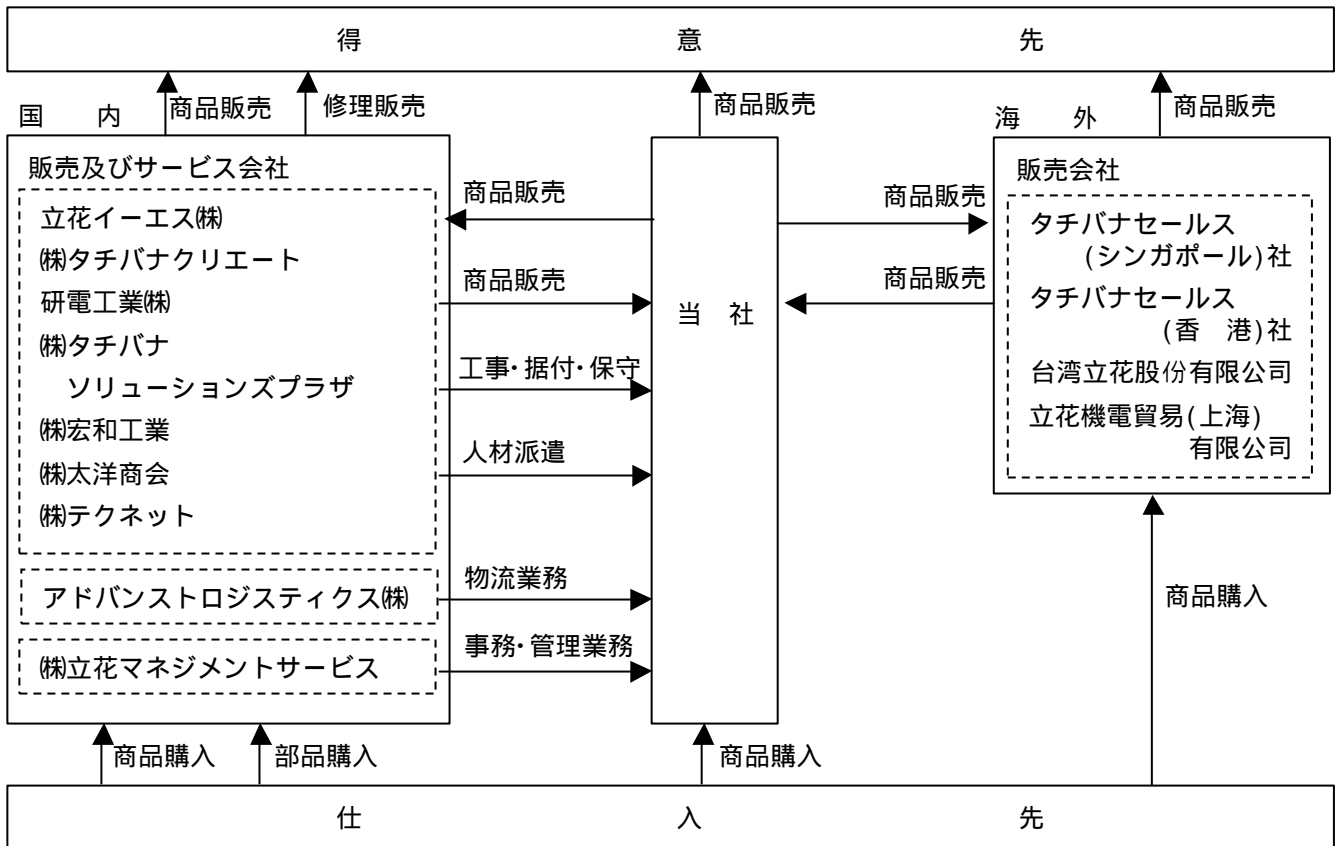 得 意 先
商品販売
修理販売
商品販売
商品販売
国 内
海 外
販売及びサービス会社
立花イーエス㈱
㈱タチバナクリエート
研電工業㈱
㈱タチバナ
ソリューションズプラザ
㈱宏和工業
㈱太洋商会
㈱テクネット
アドバンストロジスティクス㈱
㈱立花マネジメントサービス
商品販売
商品販売
工事・据付・保守
人材派遣
物流業務
事務・管理業務
当 社
商品販売
商品販売
販売会社
タチバナセールス
(シンガポール)社
タチバナセールス
(香 港)社
台湾立花股份有限公司
立花機電貿易(上海)
有限公司
商品購入
部品購入
商品購入
商品購入
仕 入 先